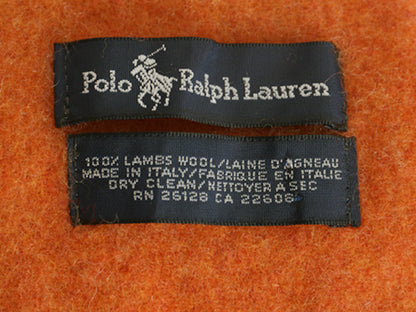 Polo Ralph Lauren
100% LAMBS WOOL/LAINE D'AGNEAU
MADE IN ITALY/FABRIQUE EN ITALIE
DRY CLEAN/NETTOYER A SEC
RN 26128 CA 22606